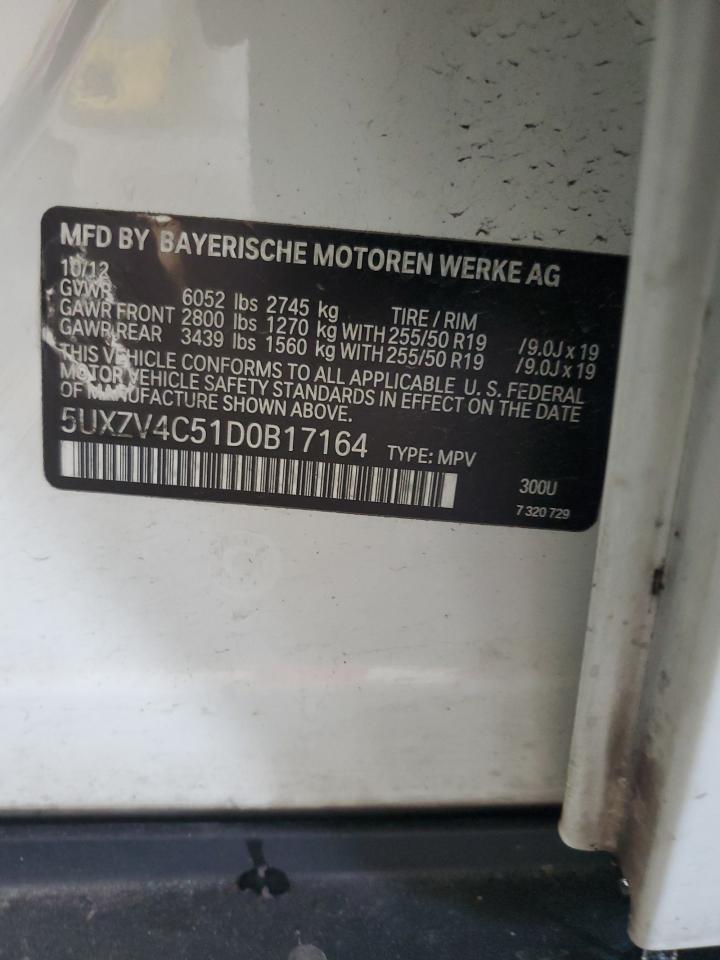 MFD BY BAYERISCHE MOTOREN WERKE AG
10/12
GVWR 6052 lbs 2745 kg TIRE / RIM
GAWR FRONT 2800 lbs 1270 kg WITH 255/50 R19 /9.0J x 19
GAWR REAR 3439 lbs 1560 kg WITH 255/50 R19 /9.0J x 19
THIS VEHICLE CONFORMS TO ALL APPLICABLE U.S. FEDERAL
MOTOR VEHICLE SAFETY STANDARDS IN EFFECT ON THE DATE
OF MANUFACTURE SHOWN ABOVE.
5UXZV4C51D0B17164 TYPE: MPV
300U
7 320 729